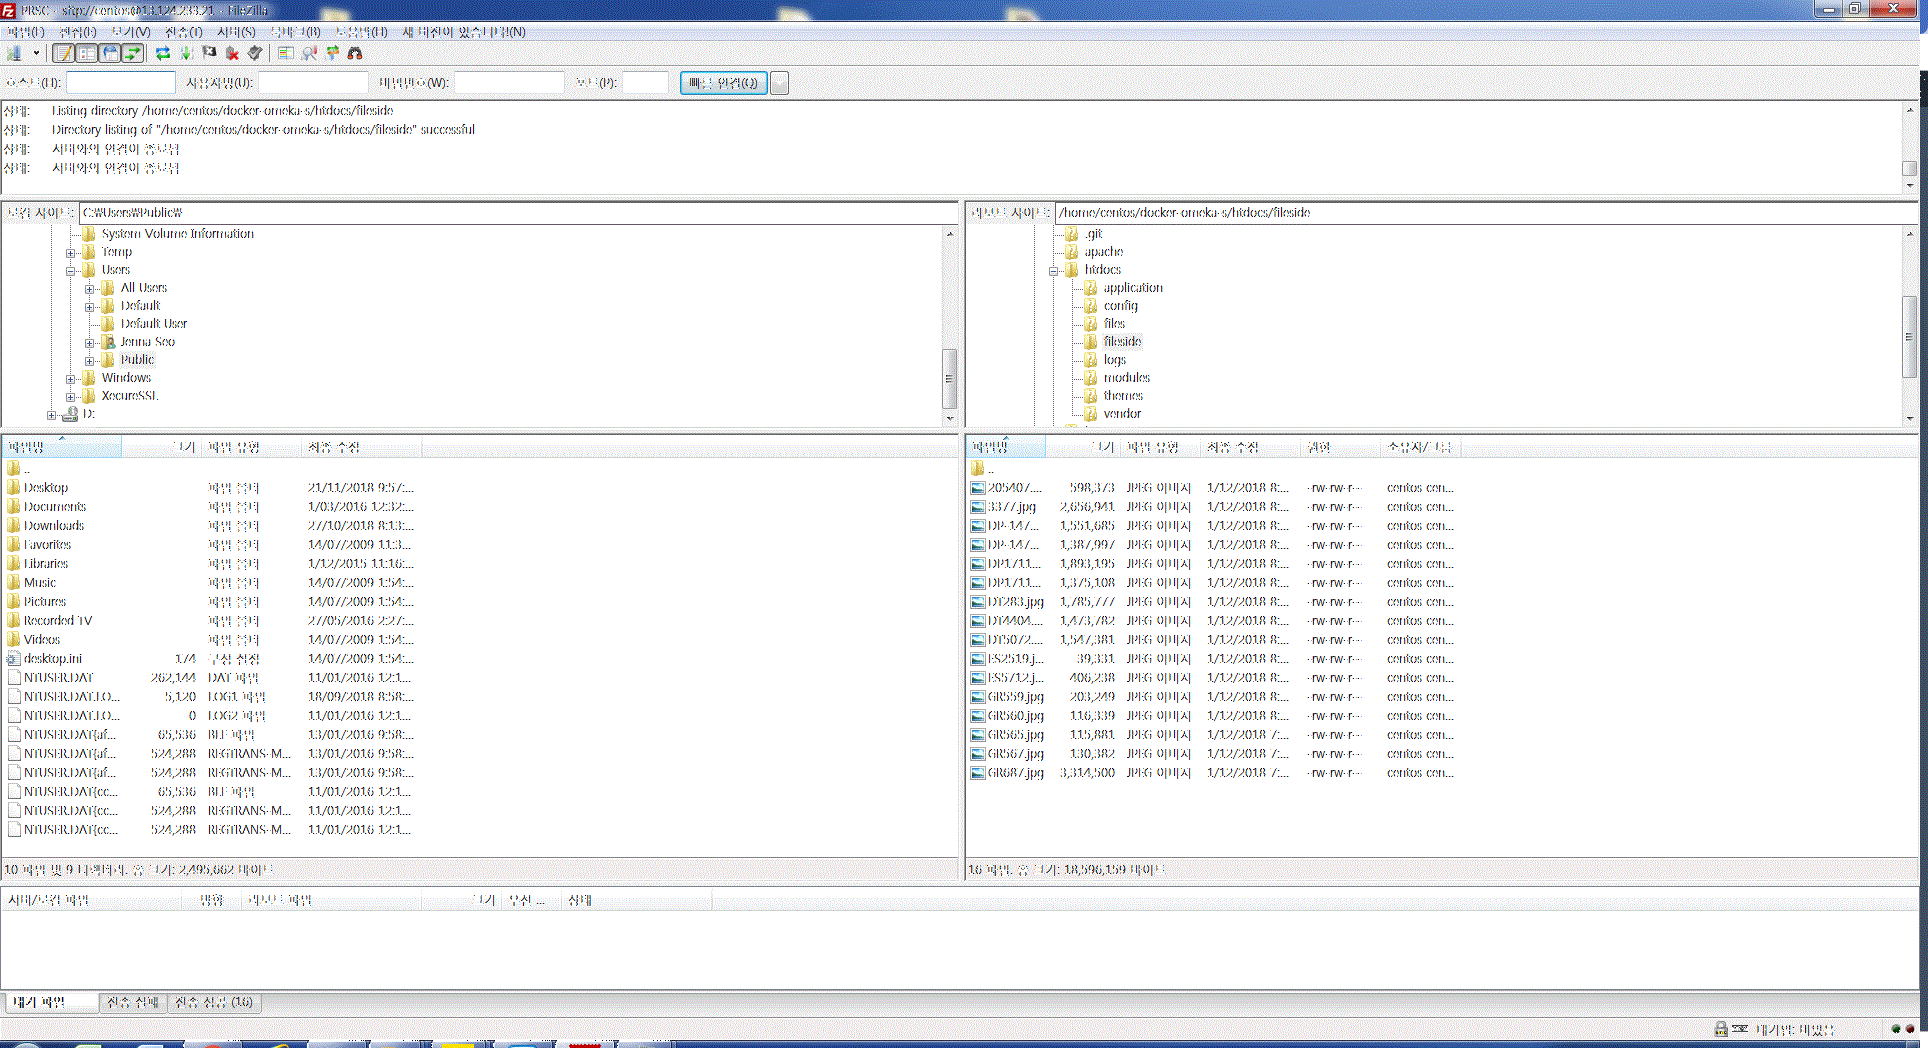 PRSC - sftp://centos@13.124.233.21 - FileZilla
파일(F) 편집(E) 보기(V) 전송(T) 서버(S) 북마크(B) 도움말(H) 새 버전이 있습니다!(N)
호스트(H): 사용자명(U): 비밀번호(W): 포트(P): 빠른 연결(Q)
상태: Listing directory /home/centos/docker-omeka-s/htdocs/fileside
상태: Directory listing of "/home/centos/docker-omeka-s/htdocs/fileside" successful
상태: 서버와의 연결이 종료됨
상태: 서버와의 연결이 종료됨
로컬 사이트: C:₩Users₩Public₩
System Volume Information
Temp
Users
All Users
Default
Default User
Jenna Seo
Public
Windows
XecureSSL
D:
리모트 사이트: /home/centos/docker-omeka-s/htdocs/fileside
.git
apache
htdocs
application
config
files
fileside
logs
modules
themes
vendor
파일명 크기 파일 유형 최종 수정
..
Desktop 파일 폴더 21/11/2018 9:57:...
Documents 파일 폴더 1/03/2016 12:32:...
Downloads 파일 폴더 27/10/2018 8:13:...
Favorites 파일 폴더 14/07/2009 11:3...
Libraries 파일 폴더 1/12/2015 11:16:...
Music 파일 폴더 14/07/2009 1:54:...
Pictures 파일 폴더 14/07/2009 1:54:...
Recorded TV 파일 폴더 27/05/2016 2:27:...
Videos 파일 폴더 14/07/2009 1:54:...
desktop.ini 174 구성 설정 14/07/2009 1:54:...
NTUSER.DAT 262,144 DAT 파일 11/01/2016 12:1...
NTUSER.DAT.LO... 5,120 LOG1 파일 18/09/2018 8:58:...
NTUSER.DAT.LO... 0 LOG2 파일 11/01/2016 12:1...
NTUSER.DAT{af... 65,536 BLF 파일 13/01/2016 9:58:...
NTUSER.DAT{af... 524,288 REGTRANS-M... 13/01/2016 9:58:...
NTUSER.DAT{af... 524,288 REGTRANS-M... 13/01/2016 9:58:...
NTUSER.DAT{cc... 65,536 BLF 파일 11/01/2016 12:1...
NTUSER.DAT{cc... 524,288 REGTRANS-M... 11/01/2016 12:1...
NTUSER.DAT{cc... 524,288 REGTRANS-M... 11/01/2016 12:1...
10 파일 및 9 디렉터리. 총 크기: 2,495,662 바이트
파일명 크기 파일 유형 최종 수정 권한 소유자/그룹
..
205407.... 598,373 JPEG 이미지 1/12/2018 8:... -rw-rw-r-- centos cen...
3377.jpg 2,656,941 JPEG 이미지 1/12/2018 8:... -rw-rw-r-- centos cen...
DP-147... 1,551,685 JPEG 이미지 1/12/2018 8:... -rw-rw-r-- centos cen...
DP-147... 1,387,997 JPEG 이미지 1/12/2018 8:... -rw-rw-r-- centos cen...
DP1711... 1,893,195 JPEG 이미지 1/12/2018 8:... -rw-rw-r-- centos cen...
DP1711... 1,375,108 JPEG 이미지 1/12/2018 8:... -rw-rw-r-- centos cen...
DT283.jpg 1,785,777 JPEG 이미지 1/12/2018 8:... -rw-rw-r-- centos cen...
DT4404.... 1,473,782 JPEG 이미지 1/12/2018 8:... -rw-rw-r-- centos cen...
DT5072.... 1,547,381 JPEG 이미지 1/12/2018 8:... -rw-rw-r-- centos cen...
ES2519.j... 39,331 JPEG 이미지 1/12/2018 8:... -rw-rw-r-- centos cen...
ES5712.j... 406,238 JPEG 이미지 1/12/2018 8:... -rw-rw-r-- centos cen...
GR559.jpg 203,249 JPEG 이미지 1/12/2018 8:... -rw-rw-r-- centos cen...
GR560.jpg 116,339 JPEG 이미지 1/12/2018 8:... -rw-rw-r-- centos cen...
GR565.jpg 115,881 JPEG 이미지 1/12/2018 7:... -rw-rw-r-- centos cen...
GR567.jpg 130,382 JPEG 이미지 1/12/2018 7:... -rw-rw-r-- centos cen...
GR687.jpg 3,314,500 JPEG 이미지 1/12/2018 7:... -rw-rw-r-- centos cen...
16 파일. 총 크기: 18,596,159 바이트
서버/로컬 파일 방향 리모트 파일 크기 우선 ... 상태
대기 파일 전송 실패 전송 성공 (16)
대기열: 비었음